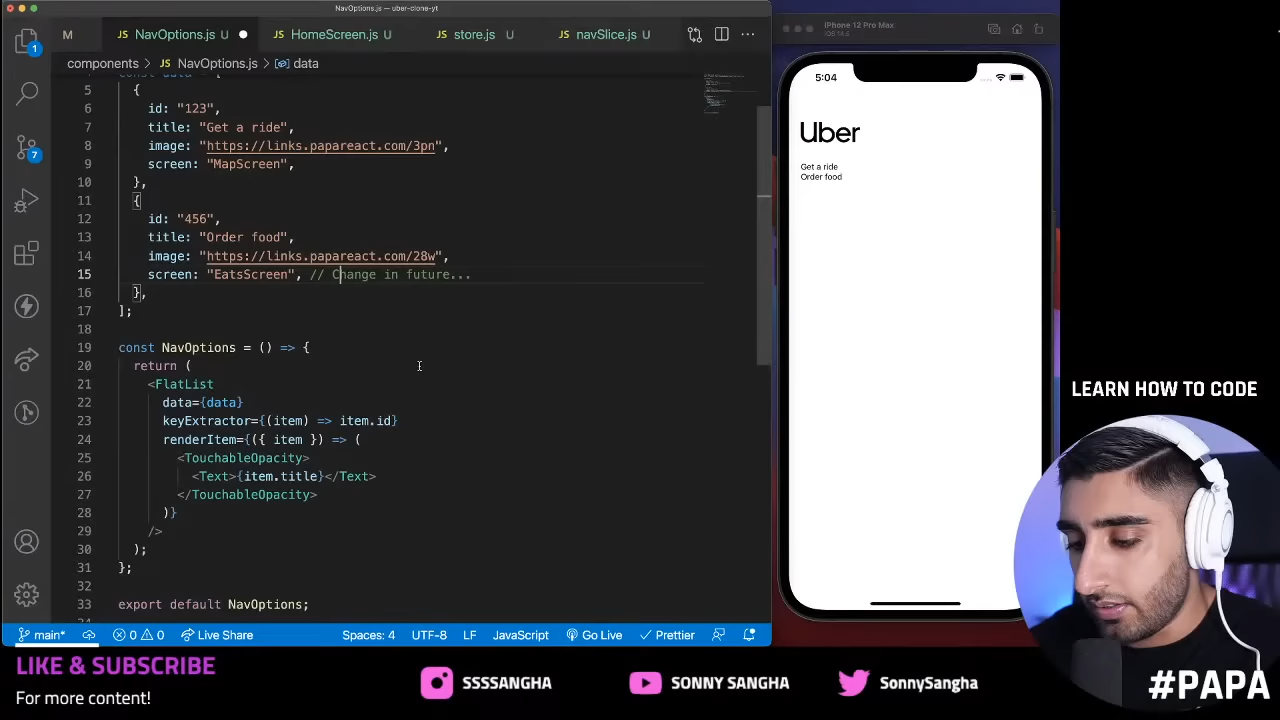 NavOptions.js — uber-clone-yt
M
NavOptions.js U
HomeScreen.js U
store.js U
navSlice.js U
components > NavOptions.js > data
5 {
6 id: "123",
7 title: "Get a ride",
8 image: "https://links.papareact.com/3pn",
9 screen: "MapScreen",
10 },
11 {
12 id: "456",
13 title: "Order food",
14 image: "https://links.papareact.com/28w",
15 screen: "EatsScreen", // Change in future...
16 },
17 ];
18
19 const NavOptions = () => {
20 return (
21 <FlatList
22 data={data}
23 keyExtractor={(item) => item.id}
24 renderItem={({ item }) => (
25 <TouchableOpacity>
26 <Text>{item.title}</Text>
27 </TouchableOpacity>
28 )}
29 />
30 );
31 };
32
33 export default NavOptions;
1
7
main* 0 0 Live Share Spaces: 4 UTF-8 LF JavaScript Go Live Prettier
iPhone 12 Pro Max
iOS 14.5
5:04
Uber
Get a ride
Order food
LEARN HOW TO CODE
LIKE & SUBSCRIBE
For more content!
SSSSANGHA
SONNY SANGHA
SonnySangha
#PAPA